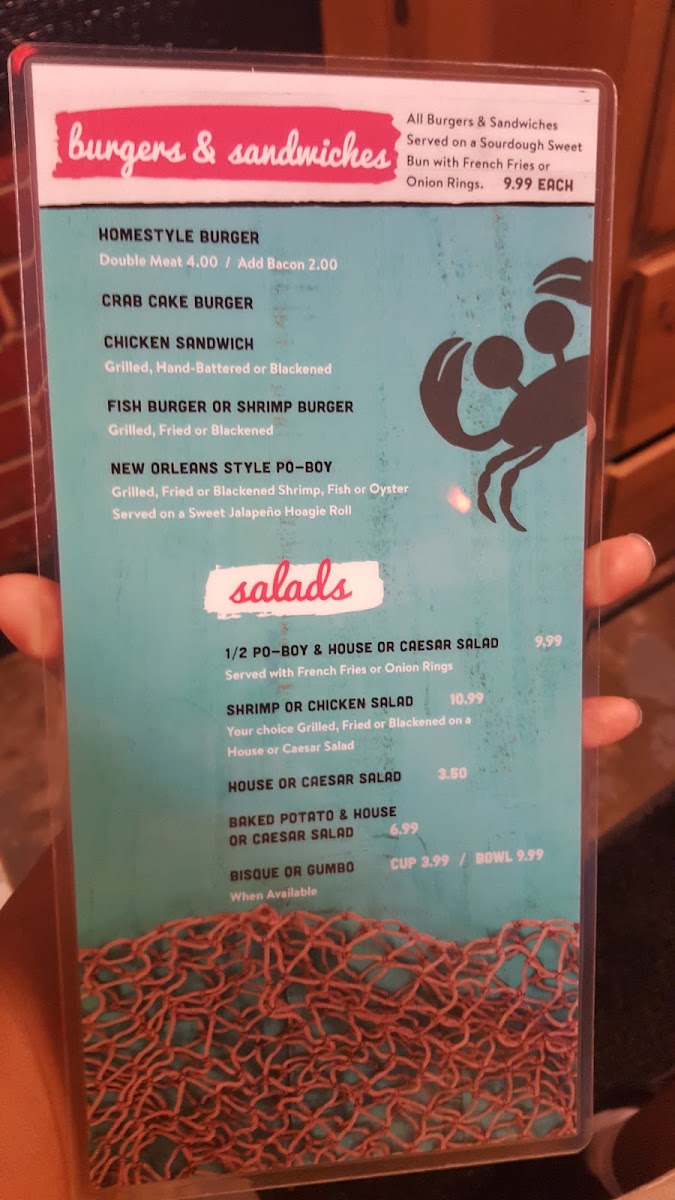 burgers & sandwiches
All Burgers & Sandwiches
Served on a Sourdough Sweet
Bun with French Fries or
Onion Rings. 9.99 EACH
HOMESTYLE BURGER
Double Meat 4.00 / Add Bacon 2.00
CRAB CAKE BURGER
CHICKEN SANDWICH
Grilled, Hand-Battered or Blackened
FISH BURGER OR SHRIMP BURGER
Grilled, Fried or Blackened
NEW ORLEANS STYLE PO-BOY
Grilled, Fried or Blackened Shrimp, Fish or Oyster
Served on a Sweet Jalapeño Hoagie Roll
salads
1/2 PO-BOY & HOUSE OR CAESAR SALAD 9.99
Served with French Fries or Onion Rings
SHRIMP OR CHICKEN SALAD 10.99
Your choice Grilled, Fried or Blackened on a
House or Caesar Salad
HOUSE OR CAESAR SALAD 3.50
BAKED POTATO & HOUSE
OR CAESAR SALAD 6.99
BISQUE OR GUMBO CUP 3.99 / BOWL 9.99
When Available